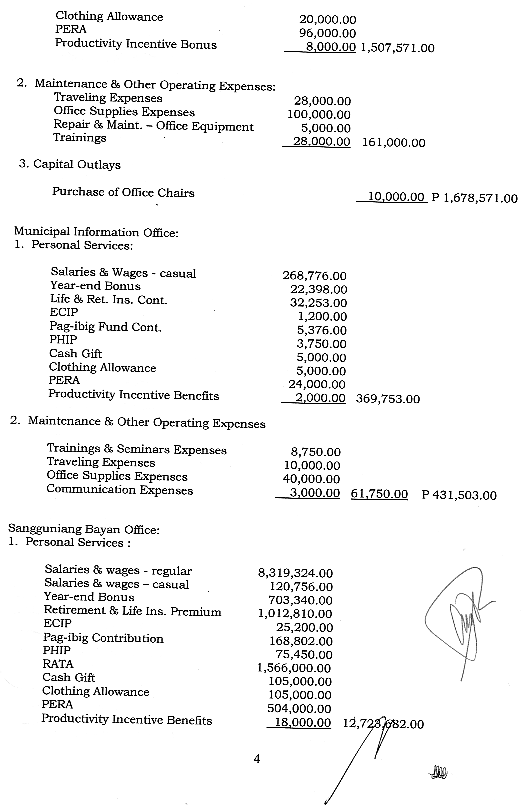 Clothing Allowance 20,000.00
PERA 96,000.00
Productivity Incentive Bonus 8,000.00 1,507,571.00
2. Maintenance & Other Operating Expenses:
Traveling Expenses 28,000.00
Office Supplies Expenses 100,000.00
Repair & Maint. – Office Equipment 5,000.00
Trainings 28,000.00 161,000.00
3. Capital Outlays
Purchase of Office Chairs 10,000.00 P 1,678,571.00
Municipal Information Office:
1. Personal Services:
Salaries & Wages - casual 268,776.00
Year-end Bonus 22,398.00
Life & Ret. Ins. Cont. 32,253.00
ECIP 1,200.00
Pag-ibig Fund Cont. 5,376.00
PHIP 3,750.00
Cash Gift 5,000.00
Clothing Allowance 5,000.00
PERA 24,000.00
Productivity Incentive Benefits 2,000.00 369,753.00
2. Maintenance & Other Operating Expenses
Trainings & Seminars Expenses 8,750.00
Traveling Expenses 10,000.00
Office Supplies Expenses 40,000.00
Communication Expenses 3,000.00 61,750.00 P 431,503.00
Sangguniang Bayan Office:
1. Personal Services :
Salaries & wages - regular 8,319,324.00
Salaries & wages – casual 120,756.00
Year-end Bonus 703,340.00
Retirement & Life Ins. Premium 1,012,810.00
ECIP 25,200.00
Pag-ibig Contribution 168,802.00
PHIP 75,450.00
RATA 1,566,000.00
Cash Gift 105,000.00
Clothing Allowance 105,000.00
PERA 504,000.00
Productivity Incentive Benefits 18,000.00 12,723,682.00
4